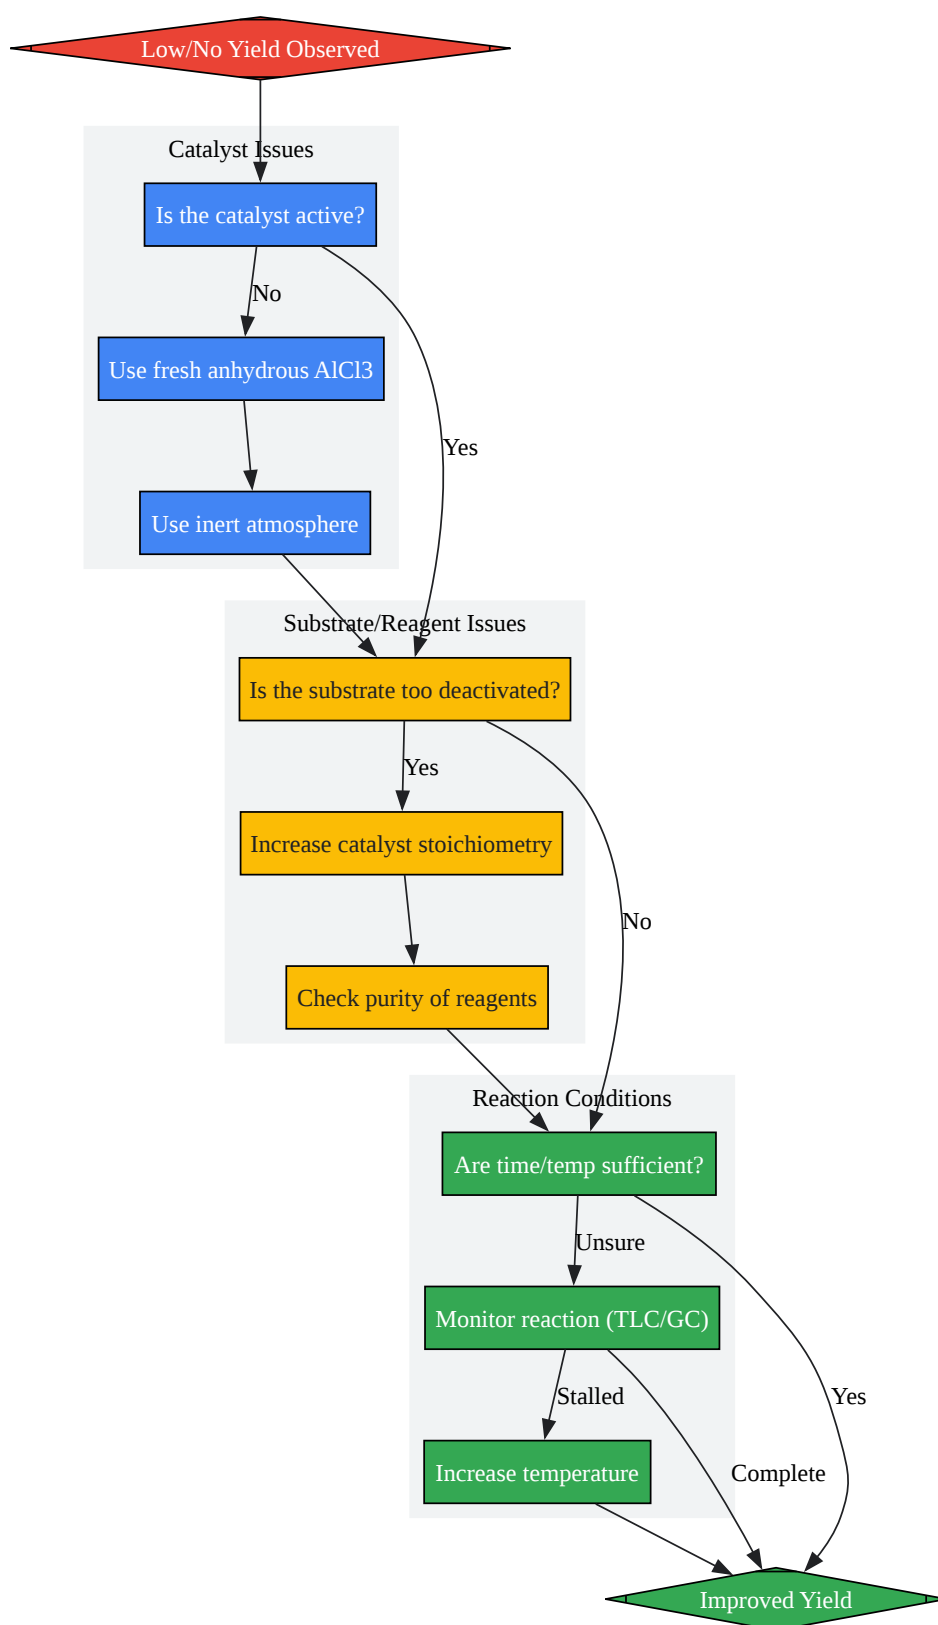 Low/No Yield Observed
Catalyst Issues
Is the catalyst active?
No
Use fresh anhydrous AlCl3
Yes
Use inert atmosphere
Substrate/Reagent Issues
Is the substrate too deactivated?
Yes
Increase catalyst stoichiometry
No
Check purity of reagents
Reaction Conditions
Are time/temp sufficient?
Unsure
Monitor reaction (TLC/GC)
Stalled
Yes
Increase temperature
Complete
Improved Yield